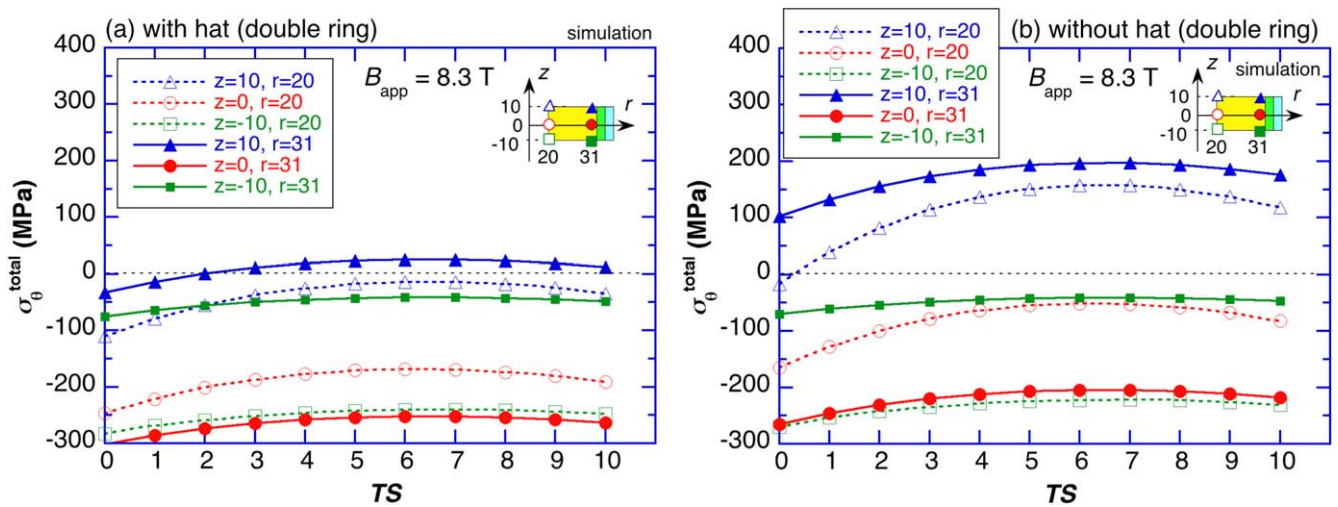 (a) with hat (double ring)
simulation
400
300
200
100
0
-100
-200
-300
σθ^total (MPa)
z=10, r=20
z=0, r=20
z=-10, r=20
z=10, r=31
z=0, r=31
z=-10, r=31
Bapp = 8.3 T
z
r
10
0
-10
20 31
0 1 2 3 4 5 6 7 8 9 10
TS
(b) without hat (double ring)
simulation
400
300
200
100
0
-100
-200
-300
σθ^total (MPa)
z=10, r=20
z=0, r=20
z=-10, r=20
z=10, r=31
z=0, r=31
z=-10, r=31
Bapp = 8.3 T
z
r
10
0
-10
20 31
0 1 2 3 4 5 6 7 8 9 10
TS